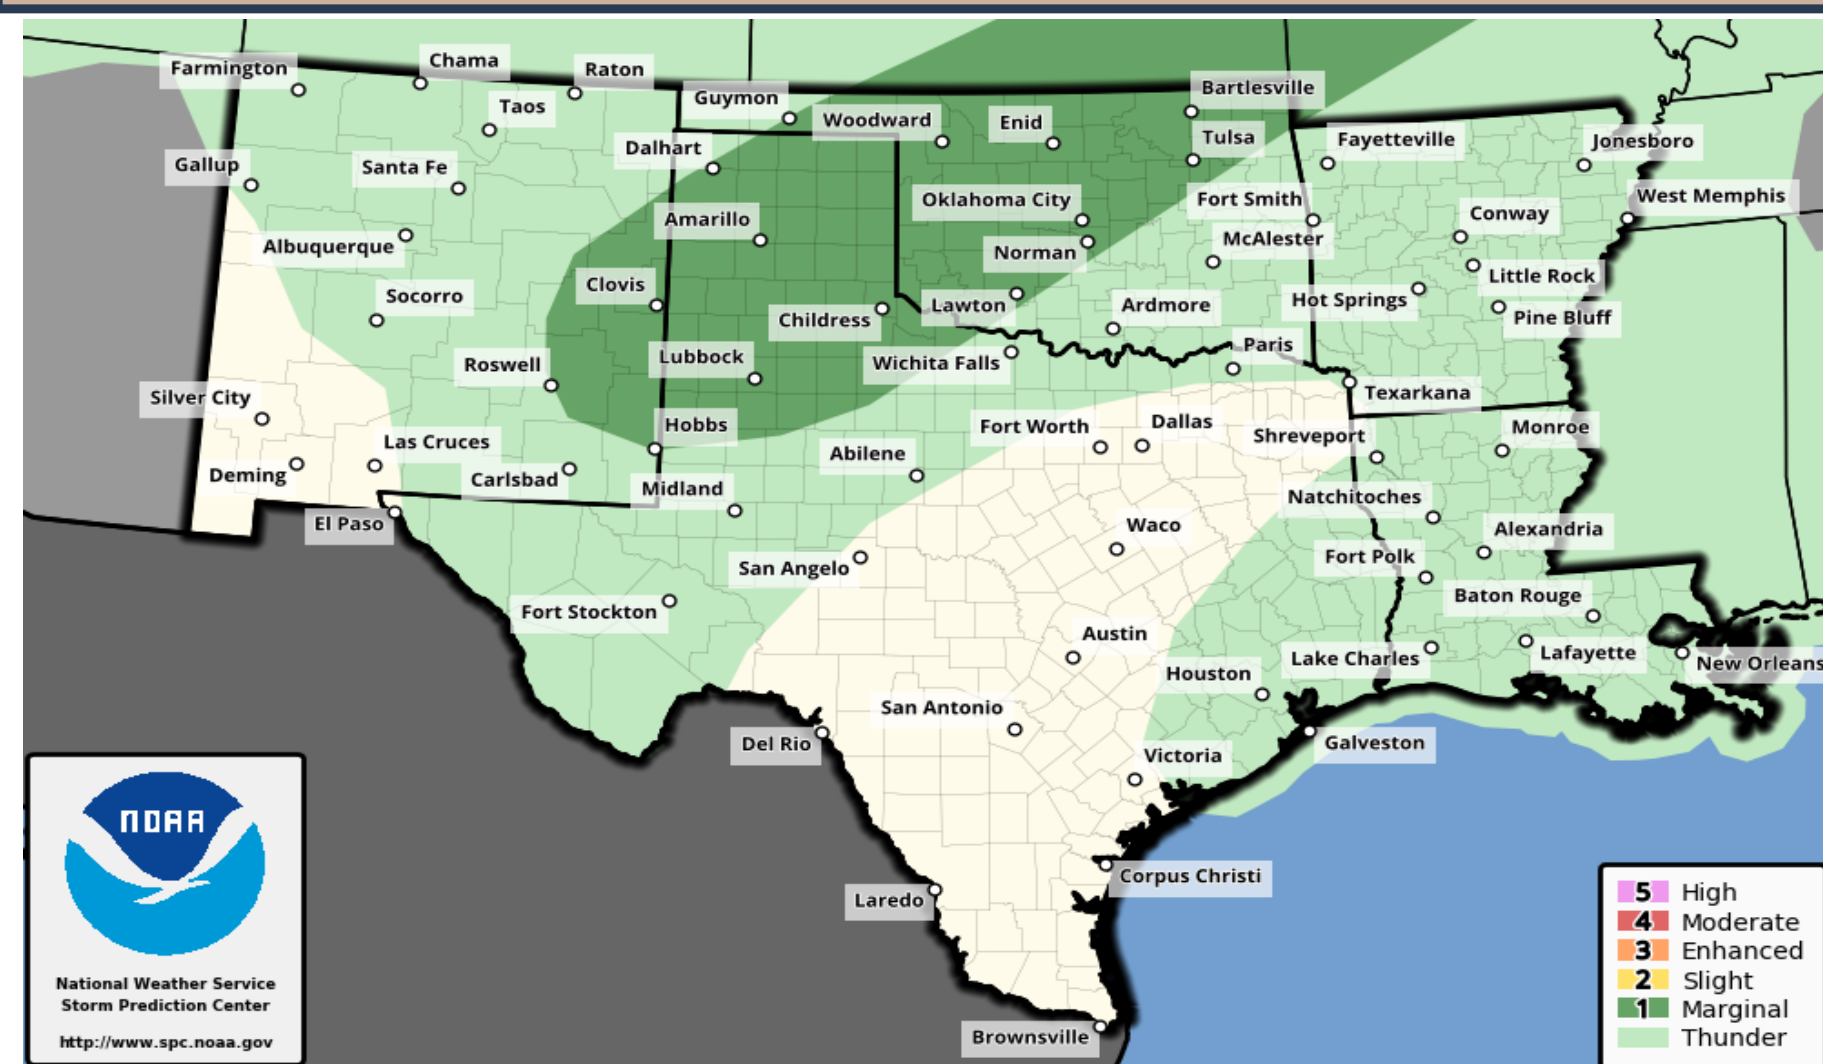 Farmington
Chama
Raton
Taos
Guymon
Woodward
Enid
Bartlesville
Tulsa
Fayetteville
Jonesboro
Gallup
Santa Fe
Dalhart
Oklahoma City
Fort Smith
Conway
West Memphis
Albuquerque
Amarillo
Norman
McAlester
Little Rock
Socorro
Clovis
Childress
Lawton
Ardmore
Hot Springs
Pine Bluff
Roswell
Lubbock
Wichita Falls
Paris
Texarkana
Silver City
Las Cruces
Hobbs
Abilene
Fort Worth
Dallas
Shreveport
Monroe
Deming
Carlsbad
Midland
Natchitoches
El Paso
Waco
Alexandria
San Angelo
Fort Polk
Fort Stockton
Austin
Baton Rouge
Houston
Lake Charles
Lafayette
New Orleans
San Antonio
Del Rio
Victoria
Galveston
Laredo
Corpus Christi
Brownsville
NOAA
National Weather Service
Storm Prediction Center
http://www.spc.noaa.gov
5 High
4 Moderate
3 Enhanced
2 Slight
1 Marginal
Thunder